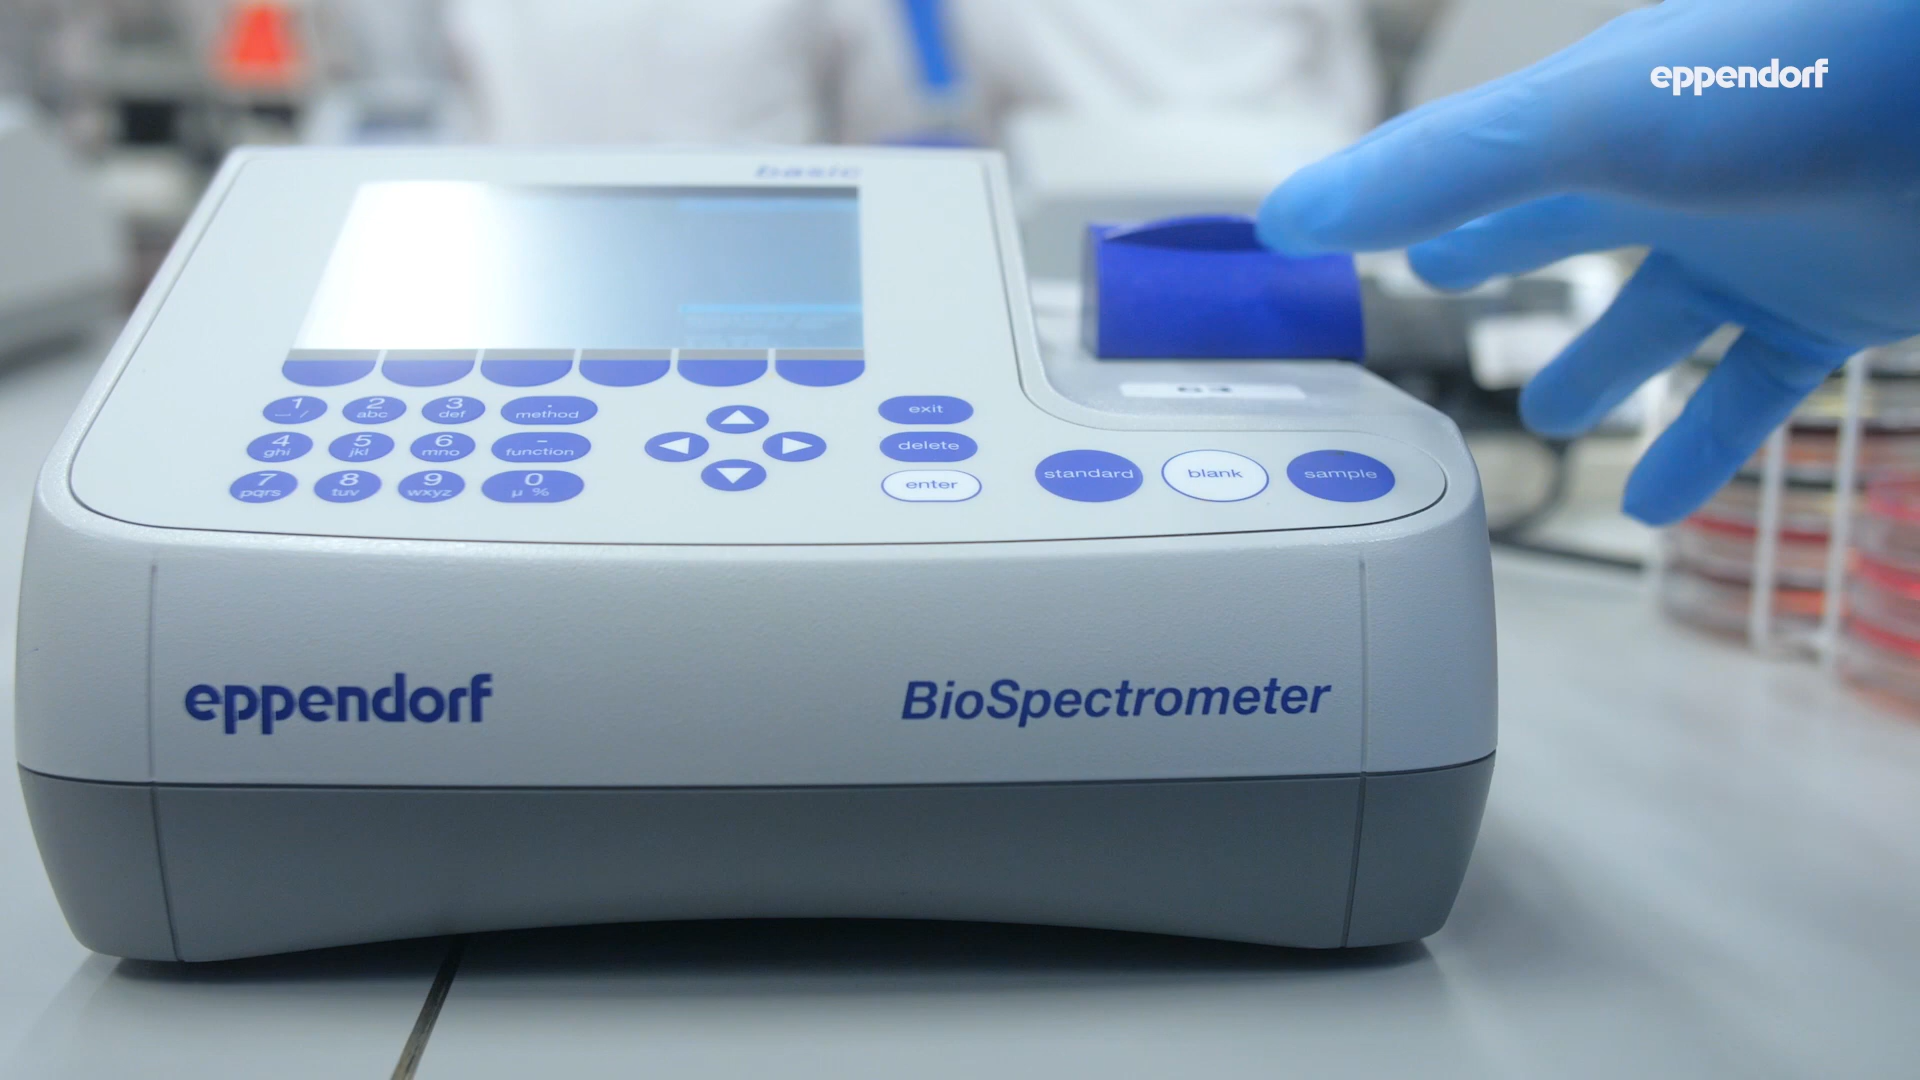 eppendorf
basic
1 2 3 .
_ / abc def method
exit
4 5 6 -
ghi jkl mno function
delete
7 8 9 0
pqrs tuv wxyz µ %
enter
standard blank sample
eppendorf BioSpectrometer